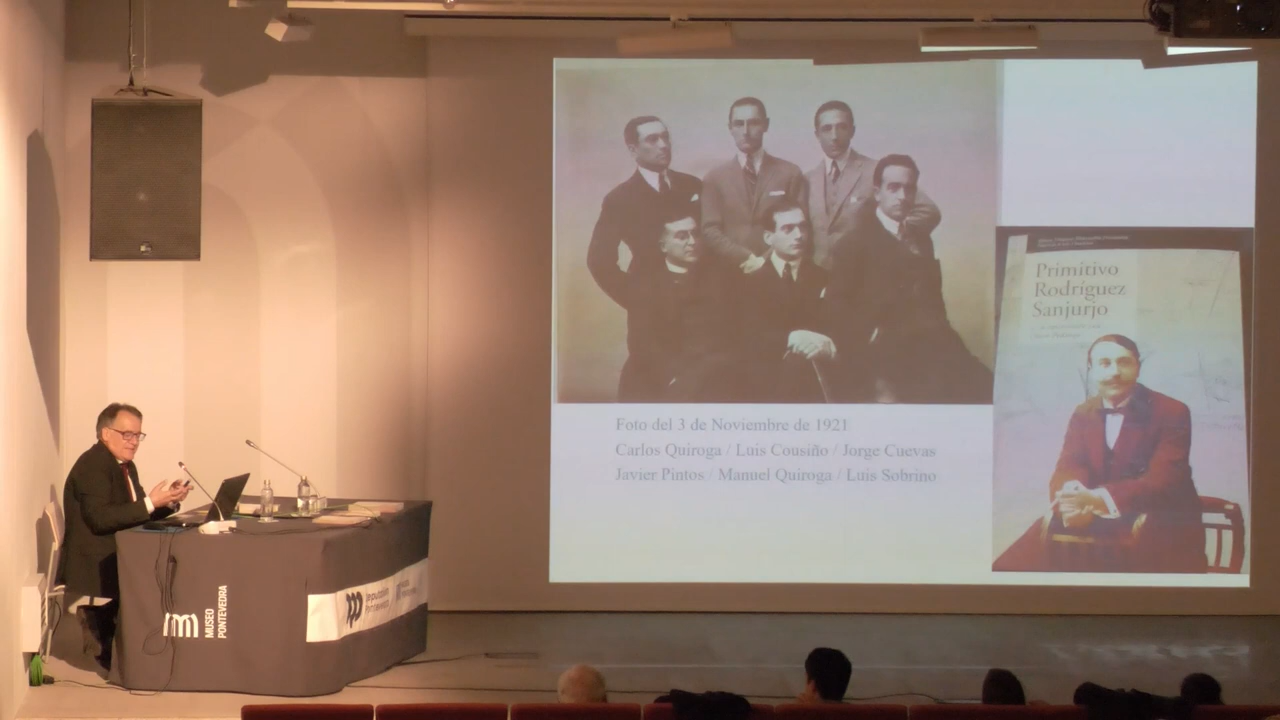 Primitivo
Rodríguez
Sanjurjo
Foto del 3 de Noviembre de 1921
Carlos Quiroga / Luis Cousiño / Jorge Cuevas
Javier Pintos / Manuel Quiroga / Luis Sobrino
MUSEO
PONTEVEDRA